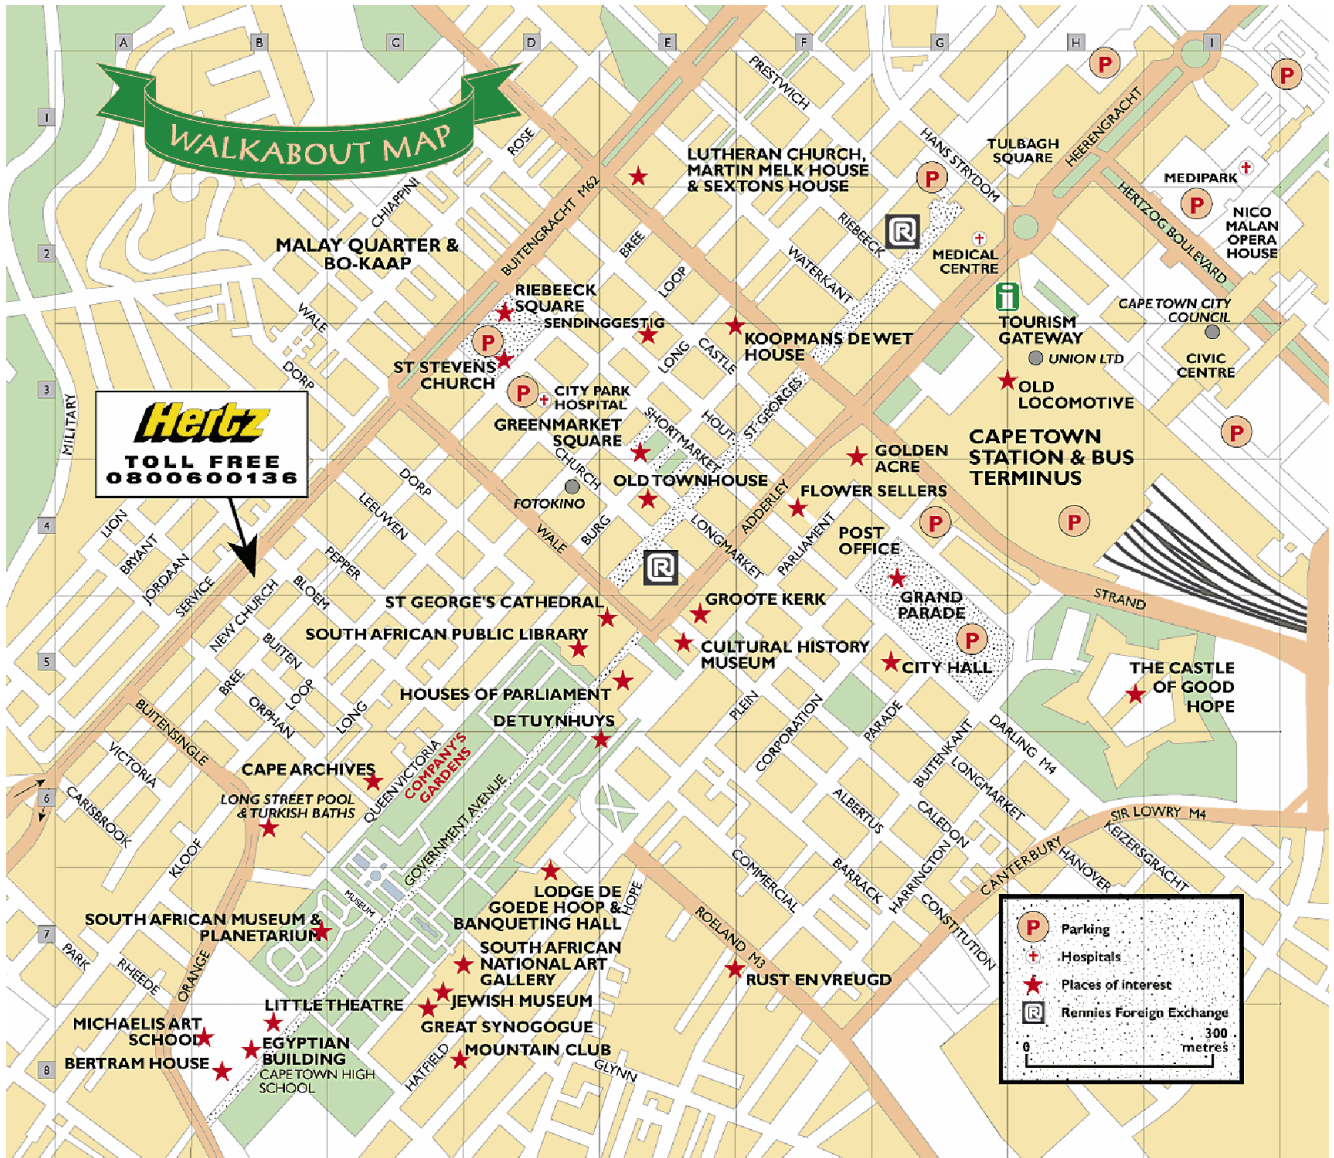 A
B
C
D
E
F
G
H
I
1
2
3
4
5
6
7
8
WALKABOUT MAP
PRESTWICH
ROSE
HANS STRYDOM
TULBAGH
SQUARE
HEERENGRACHT
LUTHERAN CHURCH,
MARTIN MELK HOUSE
& SEXTONS HOUSE
P
P
P
P
MEDIPARK
HERTZOG BOULEVARD
NICO
MALAN
OPERA
HOUSE
CHIAPPINI
BUITENGRACHT M62
MALAY QUARTER &
BO-KAAP
BREE
LOOP
RIEBEECK
R
WATERKANT
MEDICAL
CENTRE
RIEBEECK
SQUARE
SENDINGGESTIG
WALE
DORP
P
ST STEVENS
CHURCH
KOOPMANS DE WET
HOUSE
LONG
CASTLE
i
TOURISM
GATEWAY
CAPE TOWN CITY
COUNCIL
UNION LTD
CIVIC
CENTRE
OLD
LOCOMOTIVE
MILITARY
Hertz
TOLL FREE
0800600136
P
CITY PARK
HOSPITAL
GREENMARKET
SQUARE
SHORTMARKET
HOUT
ST GEORGES
P
GOLDEN
ACRE
CAPE TOWN
STATION & BUS
TERMINUS
CHURCH
OLD TOWNHOUSE
FOTOKINO
DORP
LEEUWEN
FLOWER SELLERS
ADDERLEY
LION
BRYANT
JORDAAN
SERVICE
PEPPER
BLOEM
WALE
BURG
LONGMARKET
PARLIAMENT
POST
OFFICE
P
P
R
GRAND
PARADE
P
STRAND
NEW CHURCH
BUITEN
ST GEORGE'S CATHEDRAL
GROOTE KERK
SOUTH AFRICAN PUBLIC LIBRARY
CULTURAL HISTORY
MUSEUM
CITY HALL
THE CASTLE
OF GOOD
HOPE
BREE
LOOP
ORPHAN
LONG
HOUSES OF PARLIAMENT
DE TUYNHUYS
PLEIN
CORPORATION
PARADE
BUITENKANT
DARLING M4
BUITENSINGLE
VICTORIA
CARISBROOK
CAPE ARCHIVES
QUEEN VICTORIA
COMPANY'S
GARDENS
LONG STREET POOL
& TURKISH BATHS
GOVERNMENT AVENUE
LONGMARKET
ALBERTUS
CALEDON
SIR LOWRY M4
KEIZERSGRACHT
KLOOF
COMMERCIAL
BARRACK
HARRINGTON
CANTERBURY
HANOVER
CONSTITUTION
MUSEUM
LODGE DE
GOEDE HOOP &
BANQUETING HALL
HOPE
SOUTH AFRICAN MUSEUM &
PLANETARIUM
SOUTH AFRICAN
NATIONAL ART
GALLERY
ROELAND M3
RUST EN VREUGD
PARK
RHEEDE
ORANGE
JEWISH MUSEUM
LITTLE THEATRE
GREAT SYNOGOGUE
MICHAELIS ART
SCHOOL
EGYPTIAN
BUILDING
CAPE TOWN HIGH
SCHOOL
BERTRAM HOUSE
MOUNTAIN CLUB
HATFIELD
GLYNN
P Parking
Hospitals
Places of interest
R Rennies Foreign Exchange
0 300
metres